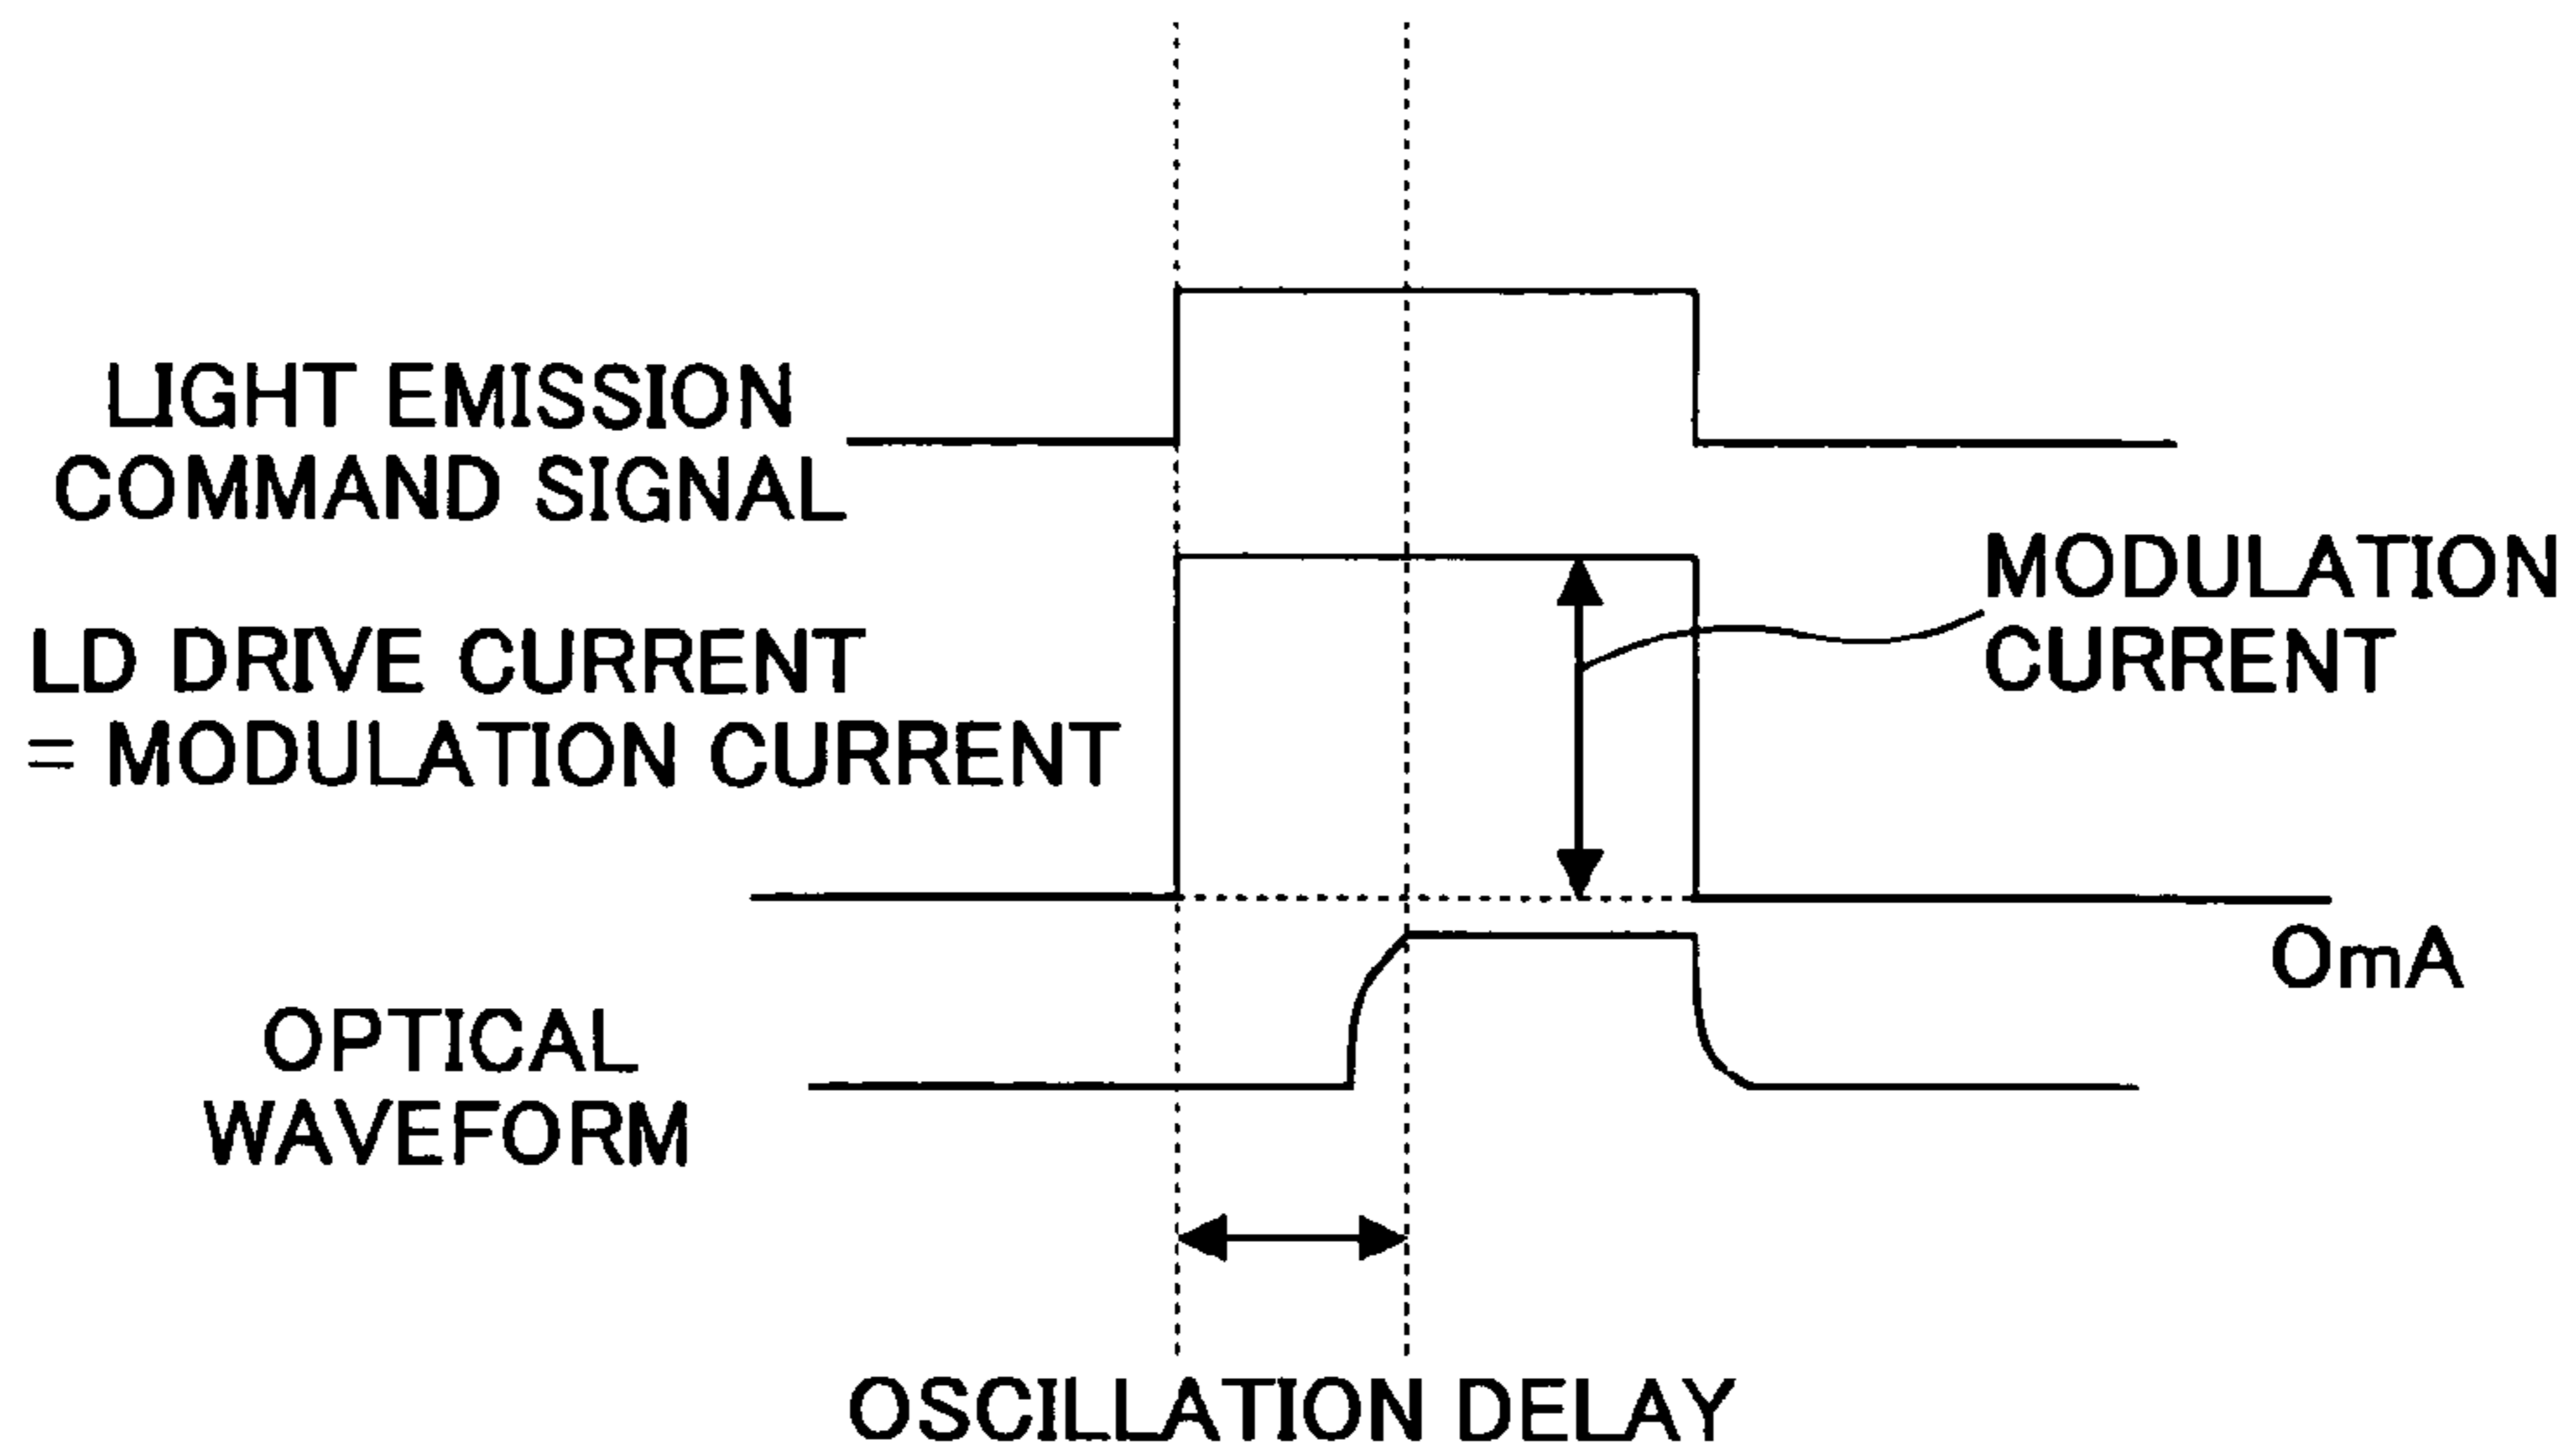 LIGHT EMISSION
COMMAND SIGNAL
MODULATION
CURRENT
LD DRIVE CURRENT
= MODULATION CURRENT
OmA
OPTICAL
WAVEFORM
OSCILLATION DELAY